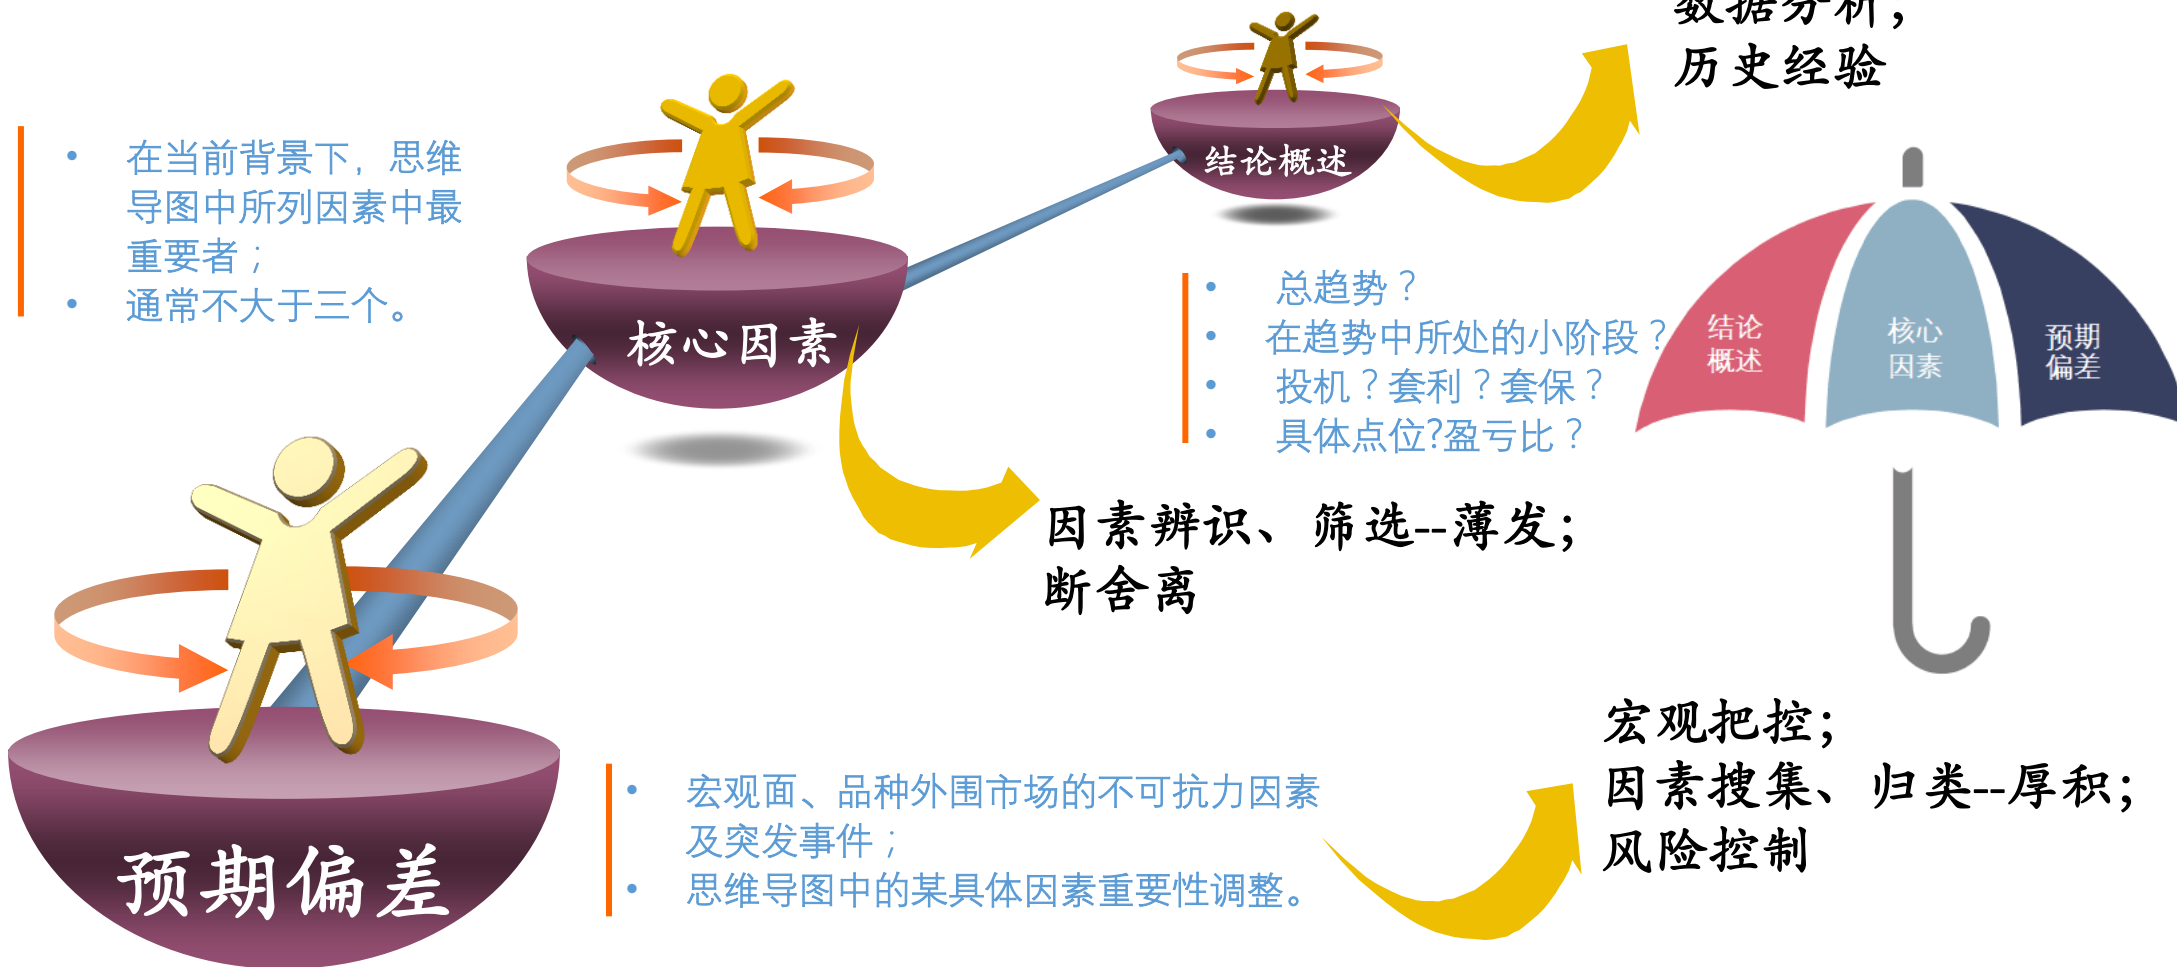 数据分析；
历史经验
结论概述
• 在当前背景下，思维
导图中所列因素中最
重要者；
• 通常不大于三个。
核心因素
• 总趋势？
• 在趋势中所处的小阶段？
• 投机？套利？套保？
• 具体点位?盈亏比？
结论
概述
核心
因素
预期
偏差
因素辨识、筛选--薄发；
断舍离
预期偏差
• 宏观面、品种外围市场的不可抗力因素
及突发事件；
• 思维导图中的某具体因素重要性调整。
宏观把控；
因素搜集、归类--厚积；
风险控制